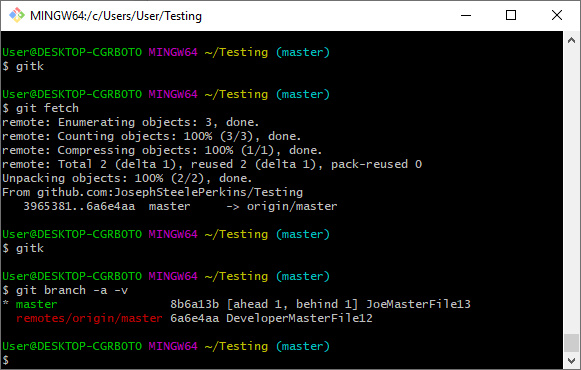 MINGW64:/c/Users/User/Testing
User@DESKTOP-CGRBOTO MINGW64 ~/Testing (master)
$ gitk
User@DESKTOP-CGRBOTO MINGW64 ~/Testing (master)
$ git fetch
remote: Enumerating objects: 3, done.
remote: Counting objects: 100% (3/3), done.
remote: Compressing objects: 100% (1/1), done.
remote: Total 2 (delta 1), reused 2 (delta 1), pack-reused 0
Unpacking objects: 100% (2/2), done.
From github.com:JosephSteelePerkins/Testing
   3965381..6a6e4aa  master     -> origin/master
User@DESKTOP-CGRBOTO MINGW64 ~/Testing (master)
$ gitk
User@DESKTOP-CGRBOTO MINGW64 ~/Testing (master)
$ git branch -a -v
* master                8b6a13b [ahead 1, behind 1] JoeMasterFile13
  remotes/origin/master 6a6e4aa DeveloperMasterFile12
User@DESKTOP-CGRBOTO MINGW64 ~/Testing (master)
$